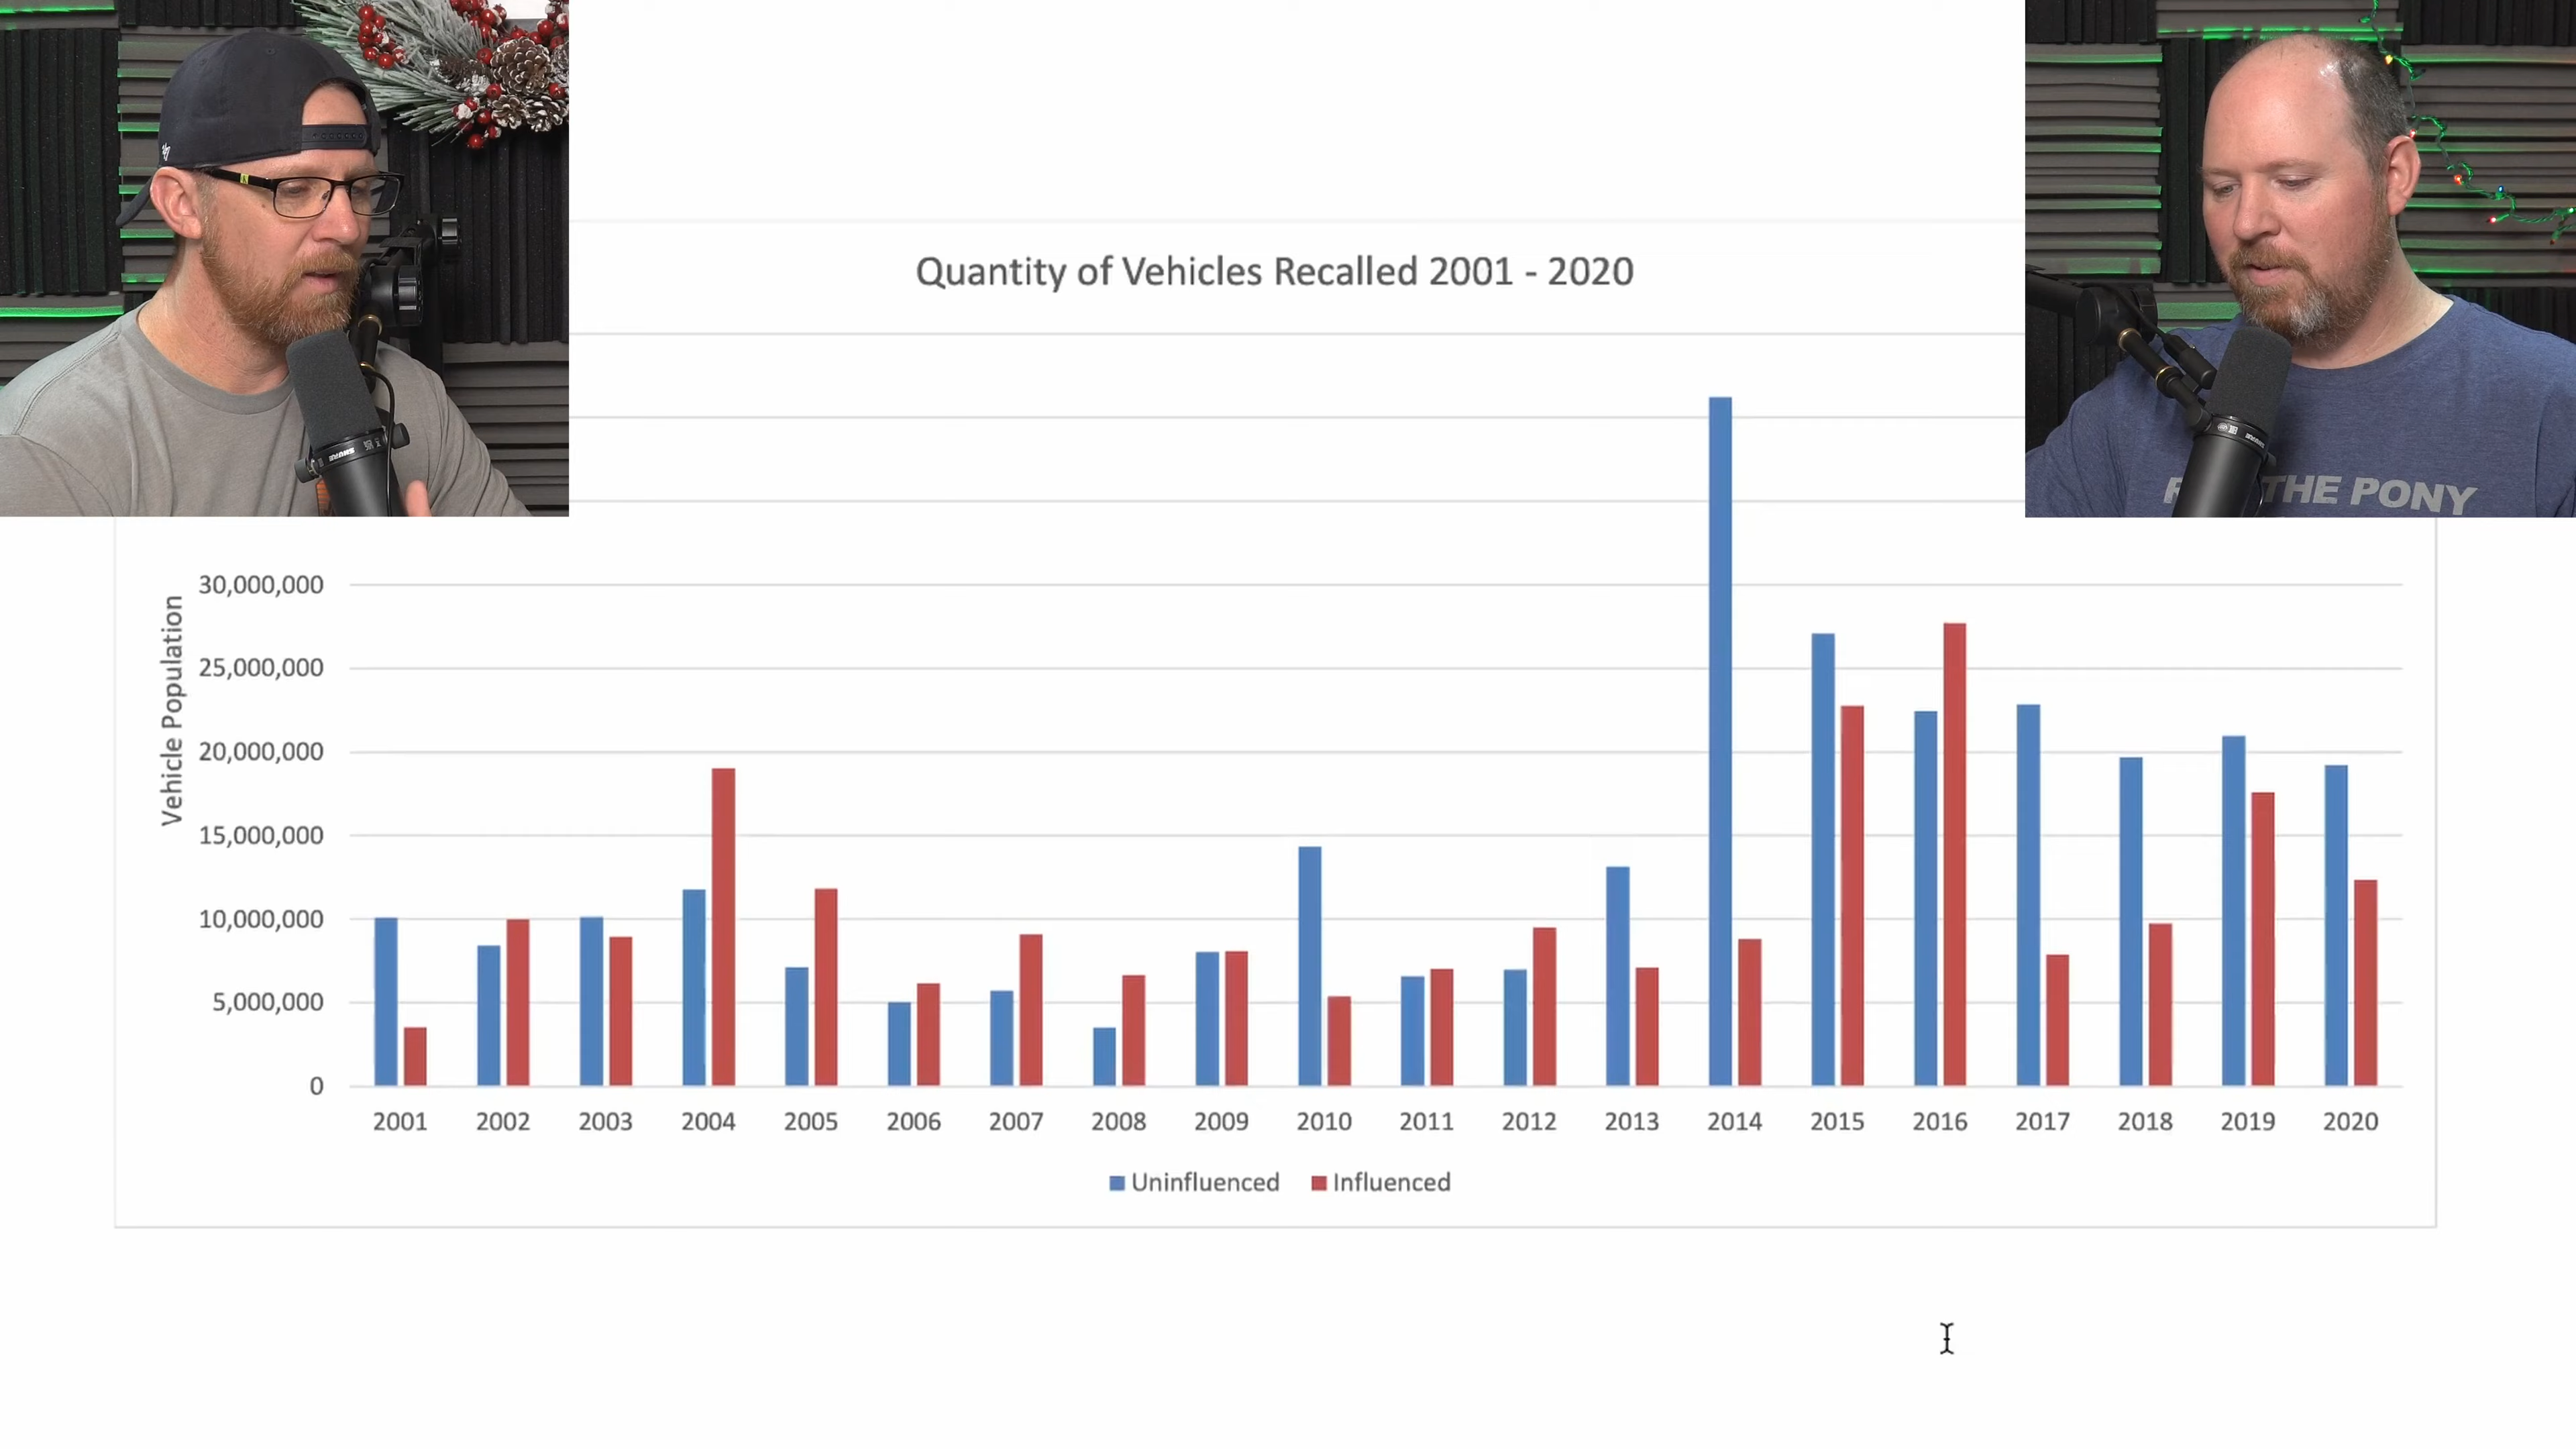 Quantity of Vehicles Recalled 2001 - 2020
THE PONY
SHURE
Vehicle Population
30,000,000
25,000,000
20,000,000
15,000,000
10,000,000
5,000,000
0
2001 2002 2003 2004 2005 2006 2007 2008 2009 2010 2011 2012 2013 2014 2015 2016 2017 2018 2019 2020
Uninfluenced Influenced